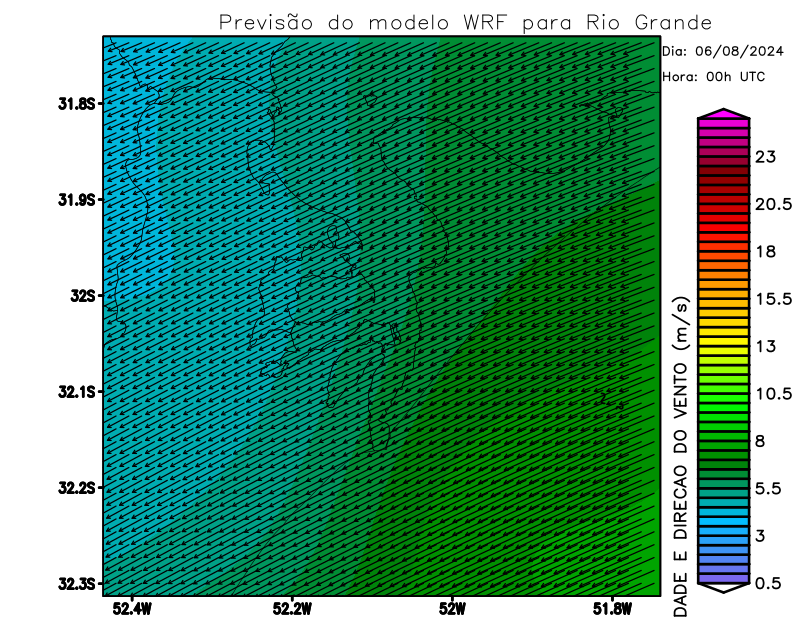 Previsão do modelo WRF para Rio Grande
Dia: 06/08/2024
Hora: 00h UTC
31.8S
31.9S
32S
32.1S
32.2S
32.3S
52.4W
52.2W
52W
51.8W
DADE E DIRECAO DO VENTO (m/s)
23
20.5
18
15.5
13
10.5
8
5.5
3
0.5